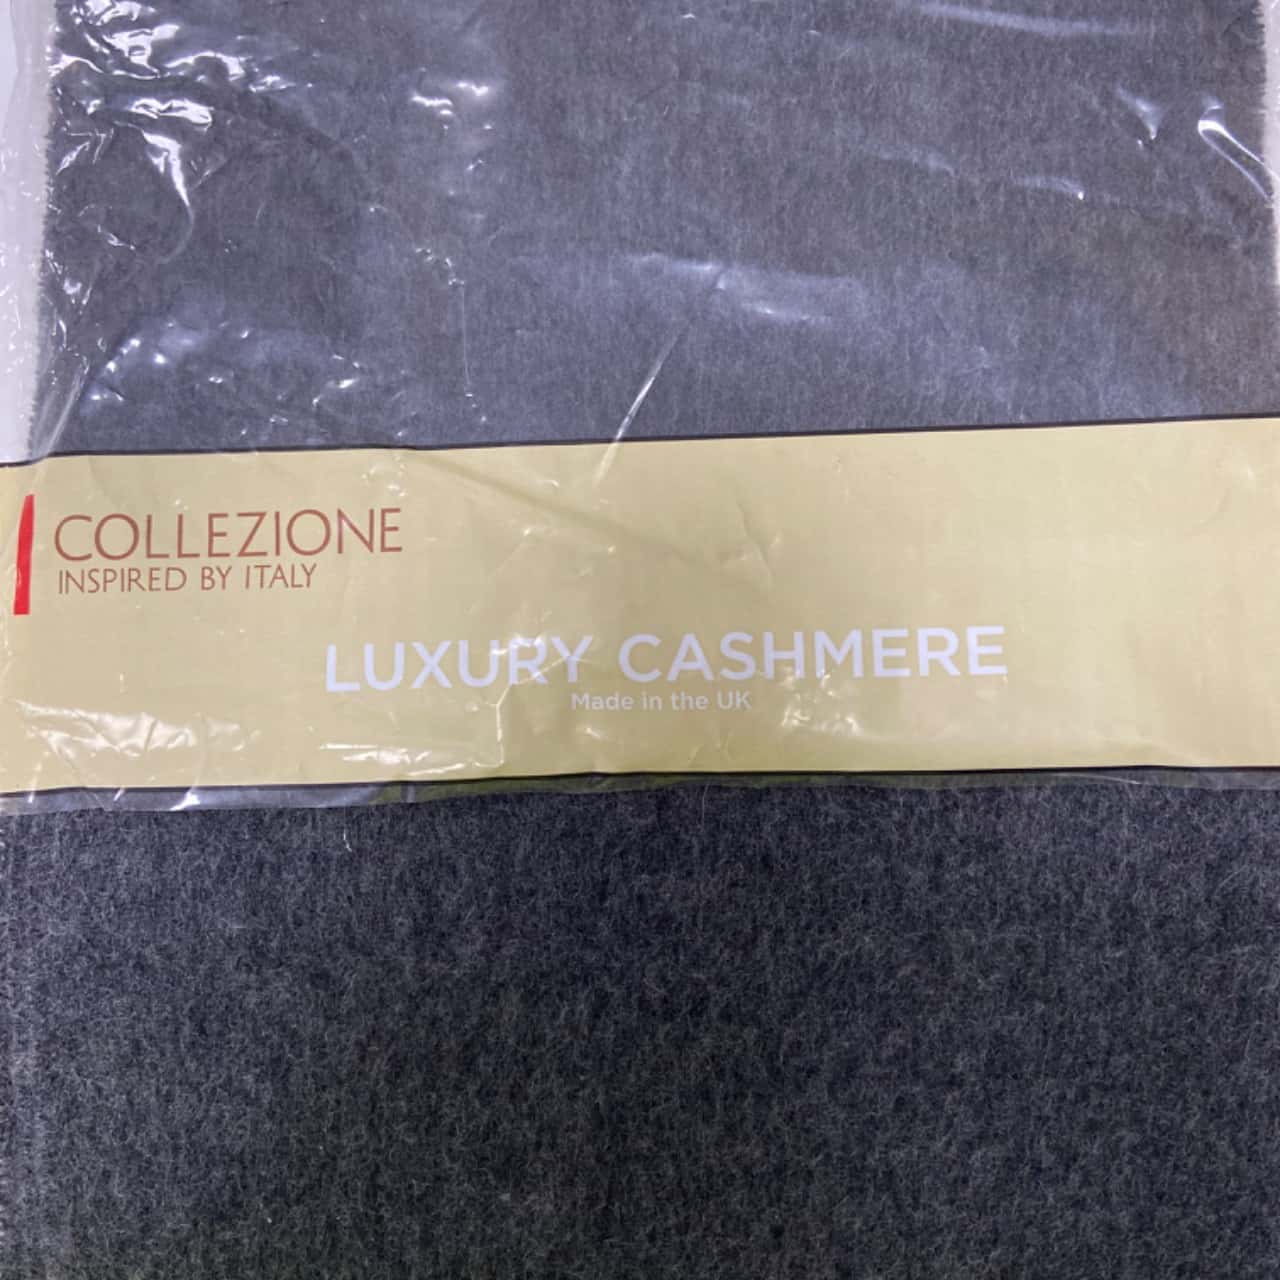 COLLEZIONE
INSPIRED BY ITALY
LUXURY CASHMERE
Made in the UK